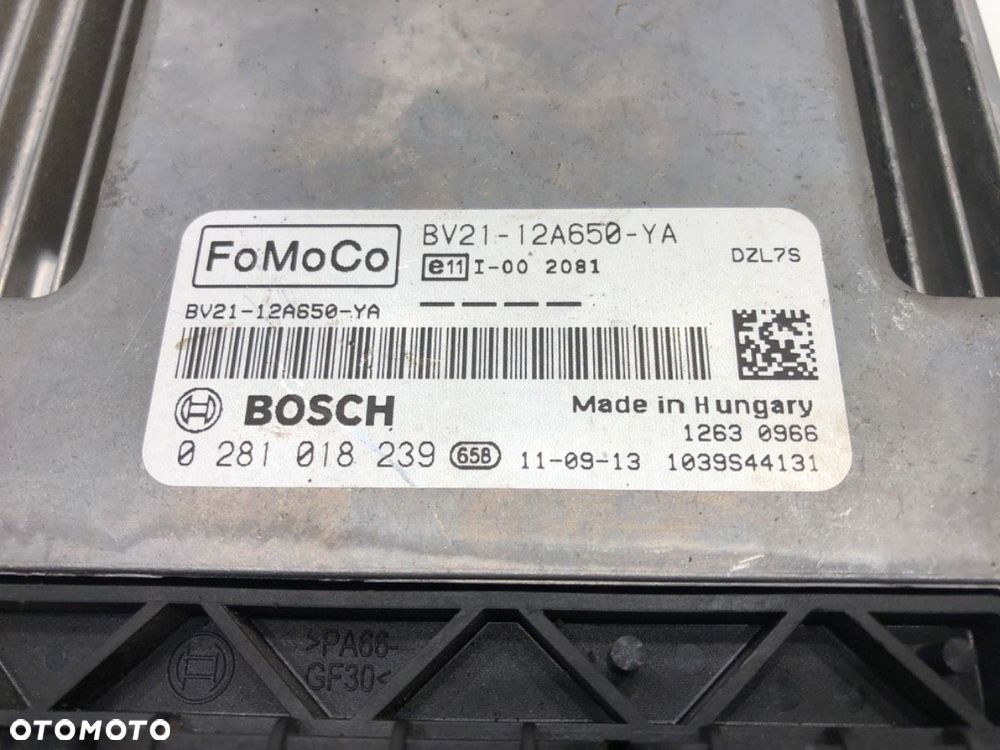 FoMoCo
BV21-12A650-YA
e11 I-00 2081
DZL7S
BV21-12A650-YA
BOSCH
Made in Hungary
1263 0966
0 281 018 239 658 11-09-13 1039S44131
>PA66-
GF30<
OTOMOTO
OTOMOTO